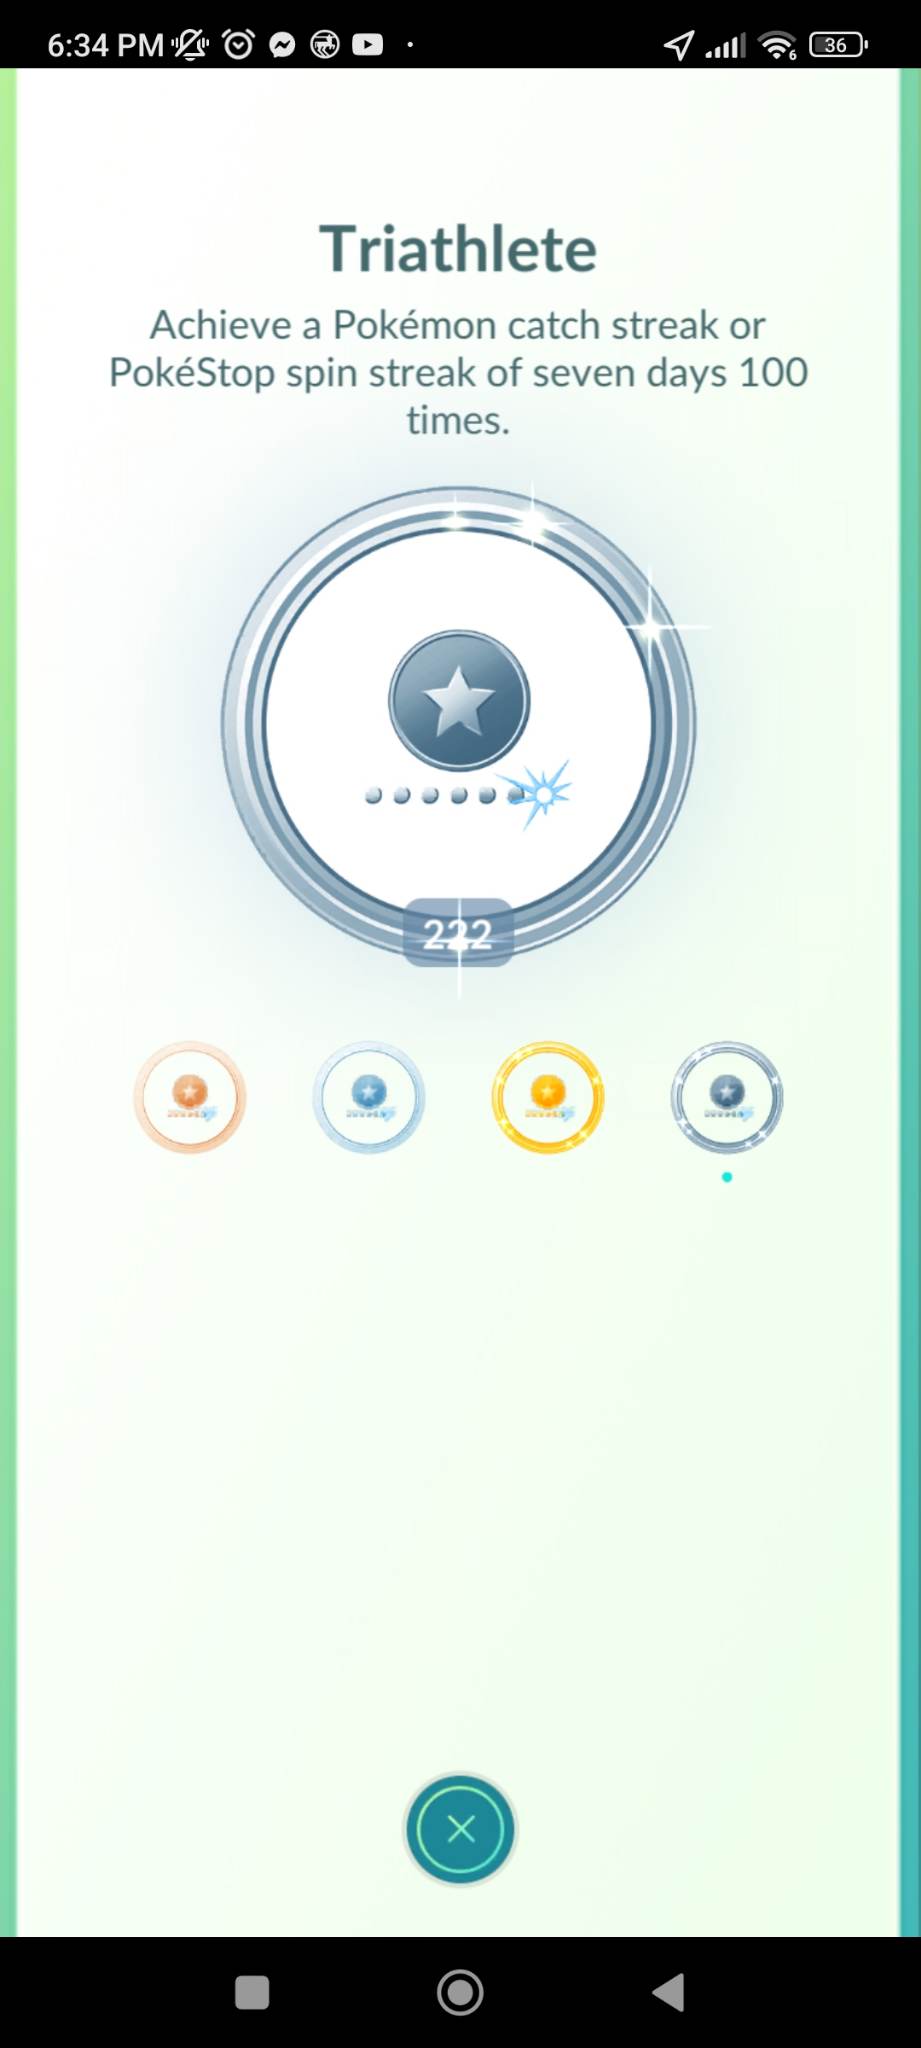 6:34 PM
36
Triathlete
Achieve a Pokémon catch streak or
PokéStop spin streak of seven days 100
times.
222